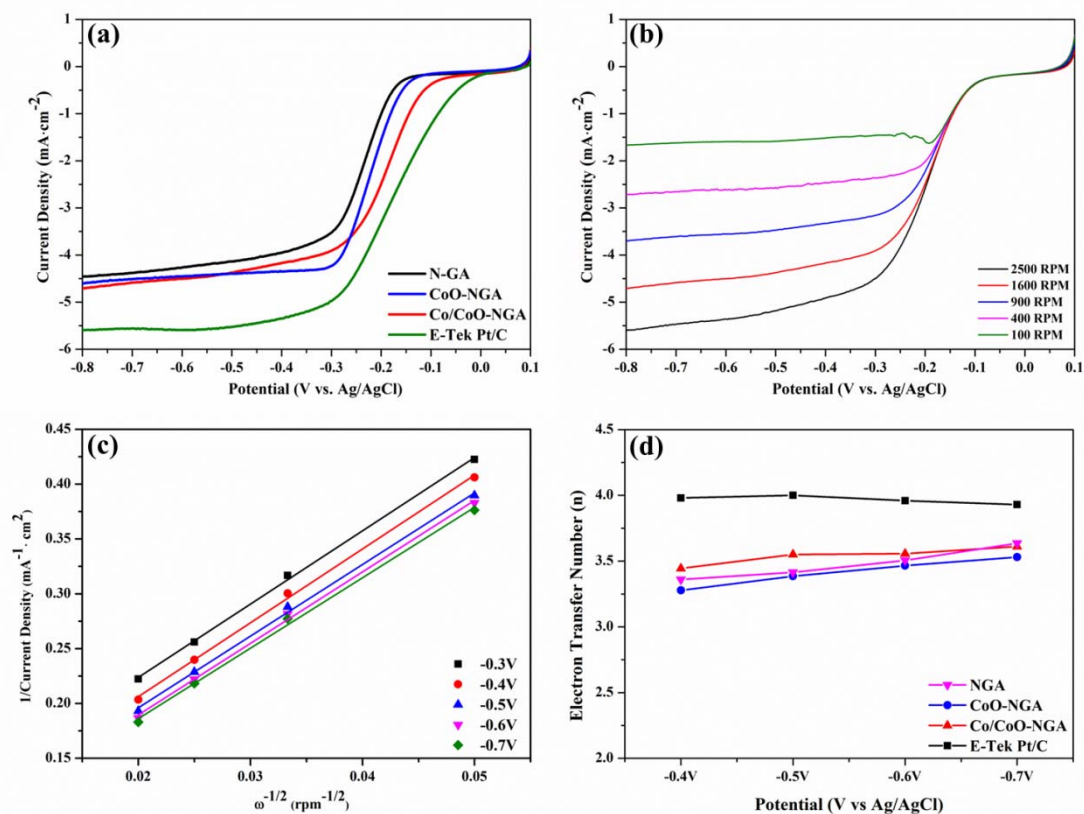 (a)
1
0
-1
-2
-3
-4
-5
-6
Current Density (mA·cm-2)
N-GA
CoO-NGA
Co/CoO-NGA
E-Tek Pt/C
-0.8 -0.7 -0.6 -0.5 -0.4 -0.3 -0.2 -0.1 0.0 0.1
Potential (V vs. Ag/AgCl)
(b)
1
0
-1
-2
-3
-4
-5
-6
Current Density (mA·cm-2)
2500 RPM
1600 RPM
900 RPM
400 RPM
100 RPM
-0.8 -0.7 -0.6 -0.5 -0.4 -0.3 -0.2 -0.1 0.0 0.1
Potential (V vs. Ag/AgCl)
(c)
0.45
0.40
0.35
0.30
0.25
0.20
0.15
1/Current Density (mA-1· cm2)
-0.3V
-0.4V
-0.5V
-0.6V
-0.7V
0.02 0.03 0.04 0.05
ω-1/2 (rpm-1/2)
(d)
4.5
4.0
3.5
3.0
2.5
2.0
Electron Transfer Number (n)
NGA
CoO-NGA
Co/CoO-NGA
E-Tek Pt/C
-0.4V -0.5V -0.6V -0.7V
Potential (V vs Ag/AgCl)